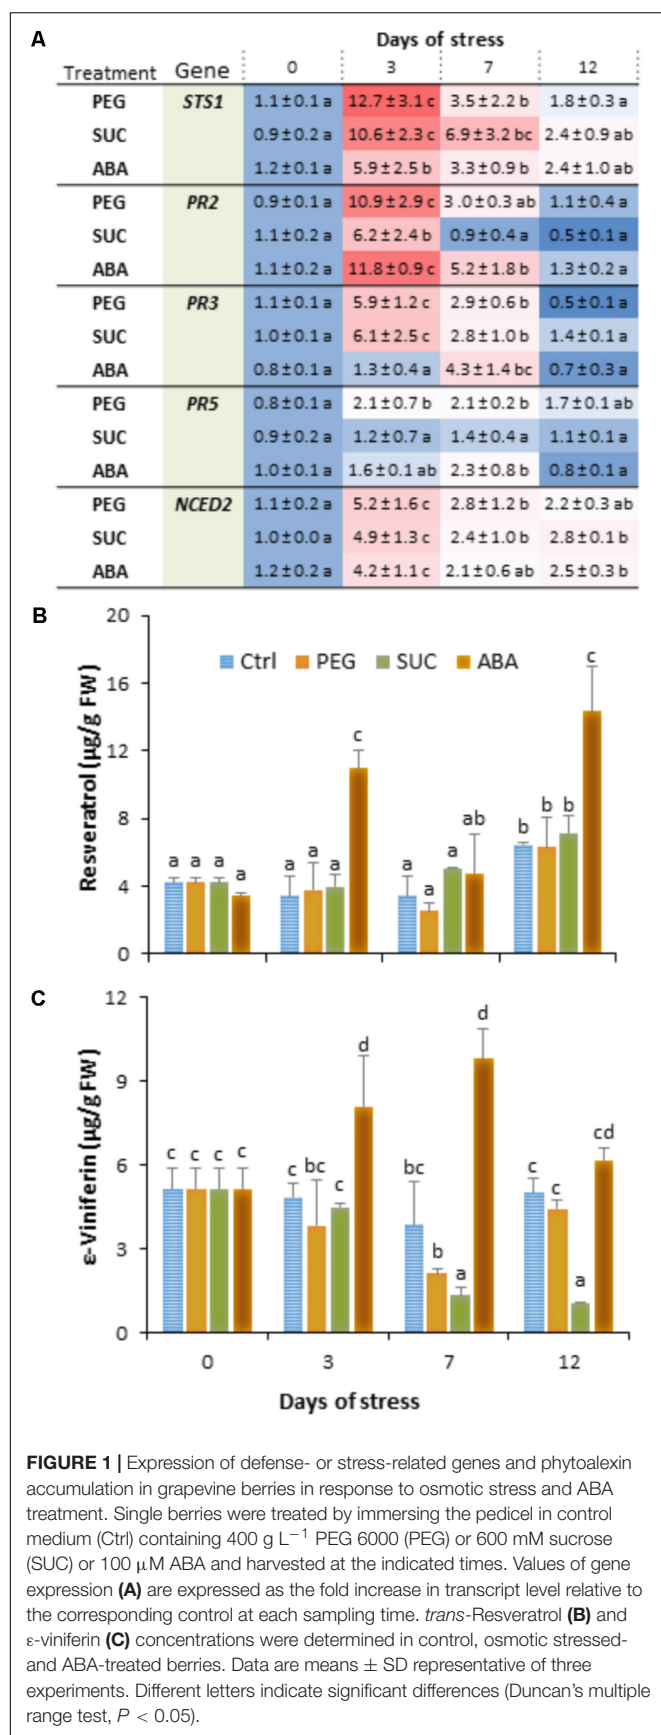 A
Days of stress
Treatment Gene 0 3 7 12
PEG STS1 1.1±0.1 a 12.7±3.1 c 3.5±2.2 b 1.8±0.3 a
SUC 0.9±0.2 a 10.6±2.3 c 6.9±3.2 bc 2.4±0.9 ab
ABA 1.2±0.1 a 5.9±2.5 b 3.3±0.9 b 2.4±1.0 ab
PEG PR2 0.9±0.1 a 10.9±2.9 c 3.0±0.3 ab 1.1±0.4 a
SUC 1.1±0.2 a 6.2±2.4 b 0.9±0.4 a 0.5±0.1 a
ABA 1.1±0.2 a 11.8±0.9 c 5.2±1.8 b 1.3±0.2 a
PEG PR3 1.1±0.1 a 5.9±1.2 c 2.9±0.6 b 0.5±0.1 a
SUC 1.0±0.1 a 6.1±2.5 c 2.8±1.0 b 1.4±0.1 a
ABA 0.8±0.1 a 1.3±0.4 a 4.3±1.4 bc 0.7±0.3 a
PEG PR5 0.8±0.1 a 2.1±0.7 b 2.1±0.2 b 1.7±0.1 ab
SUC 0.9±0.2 a 1.2±0.7 a 1.4±0.4 a 1.1±0.1 a
ABA 1.0±0.1 a 1.6±0.1 ab 2.3±0.8 b 0.8±0.1 a
PEG NCED2 1.1±0.2 a 5.2±1.6 c 2.8±1.2 b 2.2±0.3 ab
SUC 1.0±0.0 a 4.9±1.3 c 2.4±1.0 b 2.8±0.1 b
ABA 1.2±0.2 a 4.2±1.1 c 2.1±0.6 ab 2.5±0.3 b
B
Resveratrol (µg/g FW)
20
16
12
8
4
0
Ctrl PEG SUC ABA
a a a a
a a a c
a a a ab
b b b c
C
ε-Viniferin (µg/g FW)
12
9
6
3
0
c c c c
c bc c d
bc b a d
c c a cd
0 3 7 12
Days of stress
FIGURE 1 | Expression of defense- or stress-related genes and phytoalexin
accumulation in grapevine berries in response to osmotic stress and ABA
treatment. Single berries were treated by immersing the pedicel in control
medium (Ctrl) containing 400 g L⁻¹ PEG 6000 (PEG) or 600 mM sucrose
(SUC) or 100 µM ABA and harvested at the indicated times. Values of gene
expression (A) are expressed as the fold increase in transcript level relative to
the corresponding control at each sampling time. trans-Resveratrol (B) and
ε-viniferin (C) concentrations were determined in control, osmotic stressed-
and ABA-treated berries. Data are means ± SD representative of three
experiments. Different letters indicate significant differences (Duncan's multiple
range test, P < 0.05).